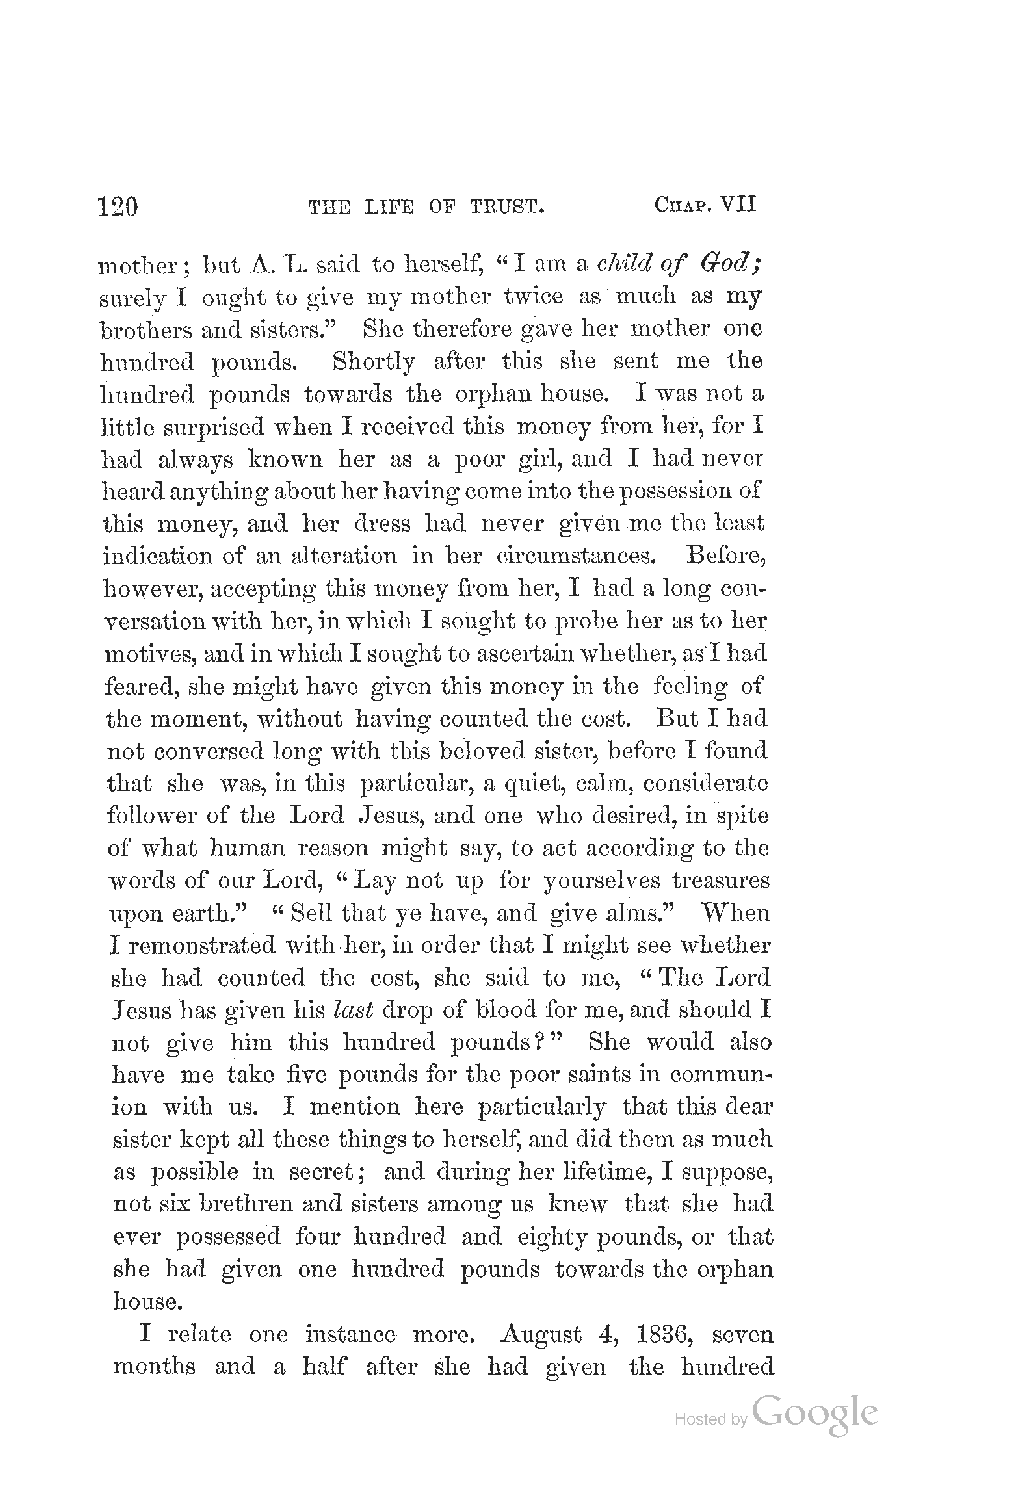 120 THE LIFE OF TRUST. CHAP. VII
mother; but A. L. said to herself, “I am a child of God;
surely I ought to give my mother twice as much as my
brothers and sisters.” She therefore gave her mother one
hundred pounds. Shortly after this she sent me the
hundred pounds towards the orphan house. I was not a
little surprised when I received this money from her, for I
had always known her as a poor girl, and I had never
heard anything about her having come into the possession of
this money, and her dress had never given me the least
indication of an alteration in her circumstances. Before,
however, accepting this money from her, I had a long con-
versation with her, in which I sought to probe her as to her
motives, and in which I sought to ascertain whether, as I had
feared, she might have given this money in the feeling of
the moment, without having counted the cost. But I had
not conversed long with this beloved sister, before I found
that she was, in this particular, a quiet, calm, considerate
follower of the Lord Jesus, and one who desired, in spite
of what human reason might say, to act according to the
words of our Lord, “Lay not up for yourselves treasures
upon earth.” “Sell that ye have, and give alms.” When
I remonstrated with her, in order that I might see whether
she had counted the cost, she said to me, “The Lord
Jesus has given his last drop of blood for me, and should I
not give him this hundred pounds?” She would also
have me take five pounds for the poor saints in commun-
ion with us. I mention here particularly that this dear
sister kept all these things to herself, and did them as much
as possible in secret; and during her lifetime, I suppose,
not six brethren and sisters among us knew that she had
ever possessed four hundred and eighty pounds, or that
she had given one hundred pounds towards the orphan
house.
I relate one instance more. August 4, 1836, seven
months and a half after she had given the hundred
Hosted by Google